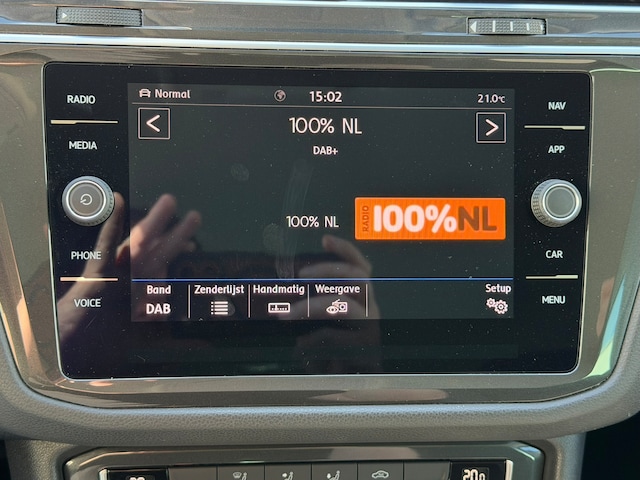 RADIO
MEDIA
PHONE
VOICE
Normal
15:02
21.0°C
<
100% NL
>
DAB+
100% NL
RADIO 100%NL
Band
DAB
Zenderlijst
Handmatig
Weergave
Setup
NAV
APP
CAR
MENU